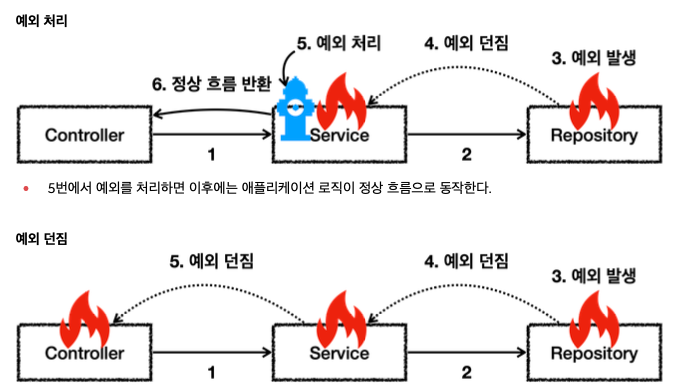 예외 처리
5. 예외 처리
4. 예외 던짐
3. 예외 발생
6. 정상 흐름 반환
Controller
Service
Repository
1
2
5번에서 예외를 처리하면 이후에는 애플리케이션 로직이 정상 흐름으로 동작한다.
예외 던짐
5. 예외 던짐
4. 예외 던짐
3. 예외 발생
Controller
Service
Repository
1
2